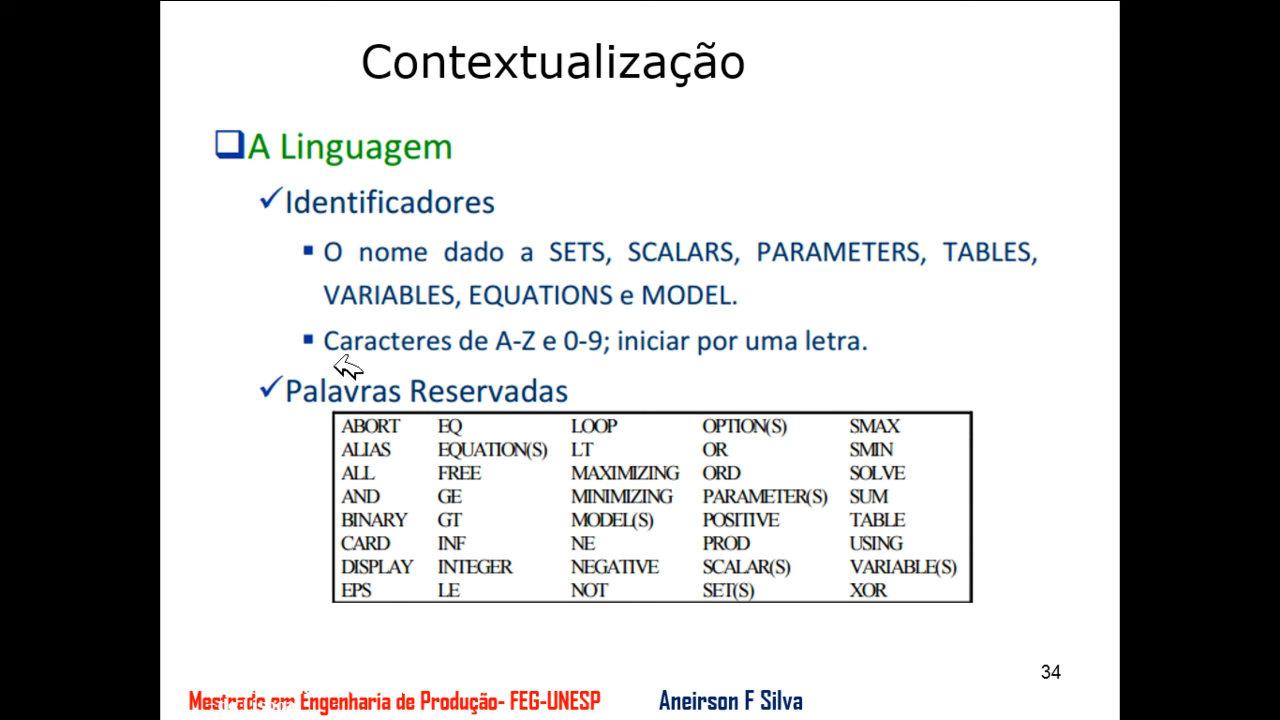 Contextualização
A Linguagem
Identificadores
O nome dado a SETS, SCALARS, PARAMETERS, TABLES,
VARIABLES, EQUATIONS e MODEL.
Caracteres de A-Z e 0-9; iniciar por uma letra.
Palavras Reservadas
ABORT EQ LOOP OPTION(S) SMAX
ALIAS EQUATION(S) LT OR SMIN
ALL FREE MAXIMIZING ORD SOLVE
AND GE MINIMIZING PARAMETER(S) SUM
BINARY GT MODEL(S) POSITIVE TABLE
CARD INF NE PROD USING
DISPLAY INTEGER NEGATIVE SCALAR(S) VARIABLE(S)
EPS LE NOT SET(S) XOR
34
Mestrado em Engenharia de Produção- FEG-UNESP Aneirson F Silva